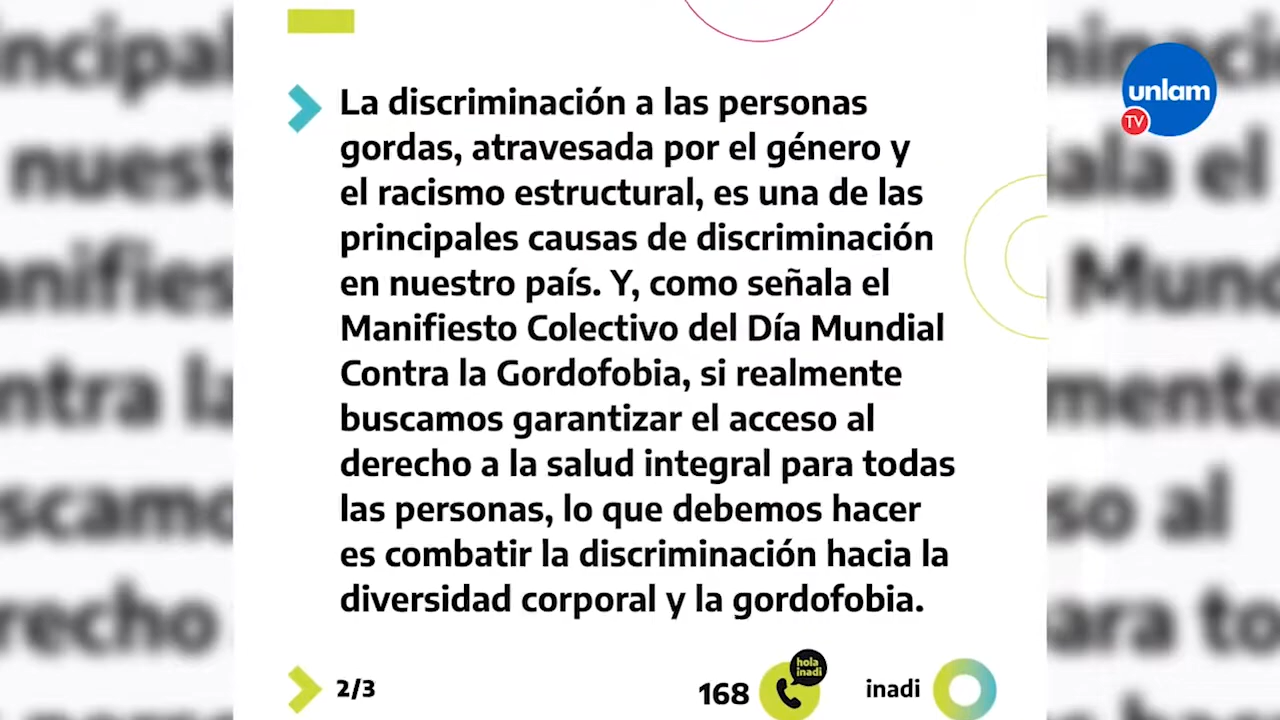 La discriminación a las personas
gordas, atravesada por el género y
el racismo estructural, es una de las
principales causas de discriminación
en nuestro país. Y, como señala el
Manifiesto Colectivo del Día Mundial
Contra la Gordofobia, si realmente
buscamos garantizar el acceso al
derecho a la salud integral para todas
las personas, lo que debemos hacer
es combatir la discriminación hacia la
diversidad corporal y la gordofobia.
2/3
168
hola
inadi
inadi
unlam
TV